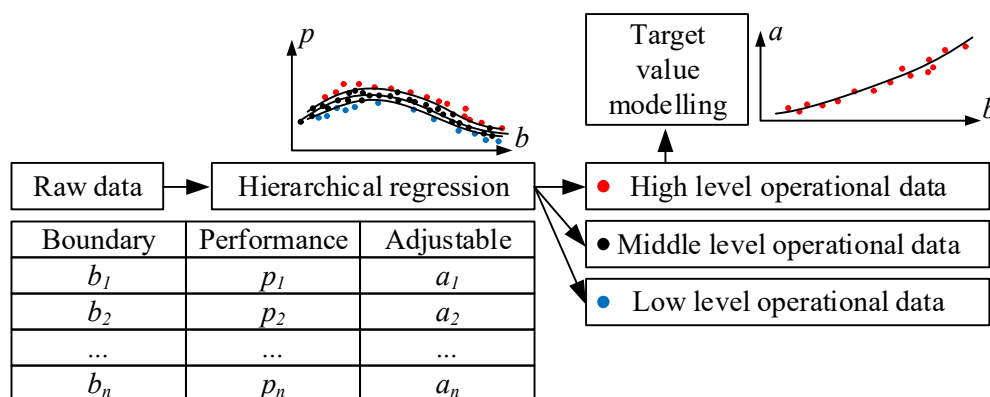 p
b
Target
value
modelling
a
b
Raw data
Hierarchical regression
High level operational data
Middle level operational data
Low level operational data
Boundary Performance Adjustable
b1 p1 a1
b2 p2 a2
... ... ...
bn pn an